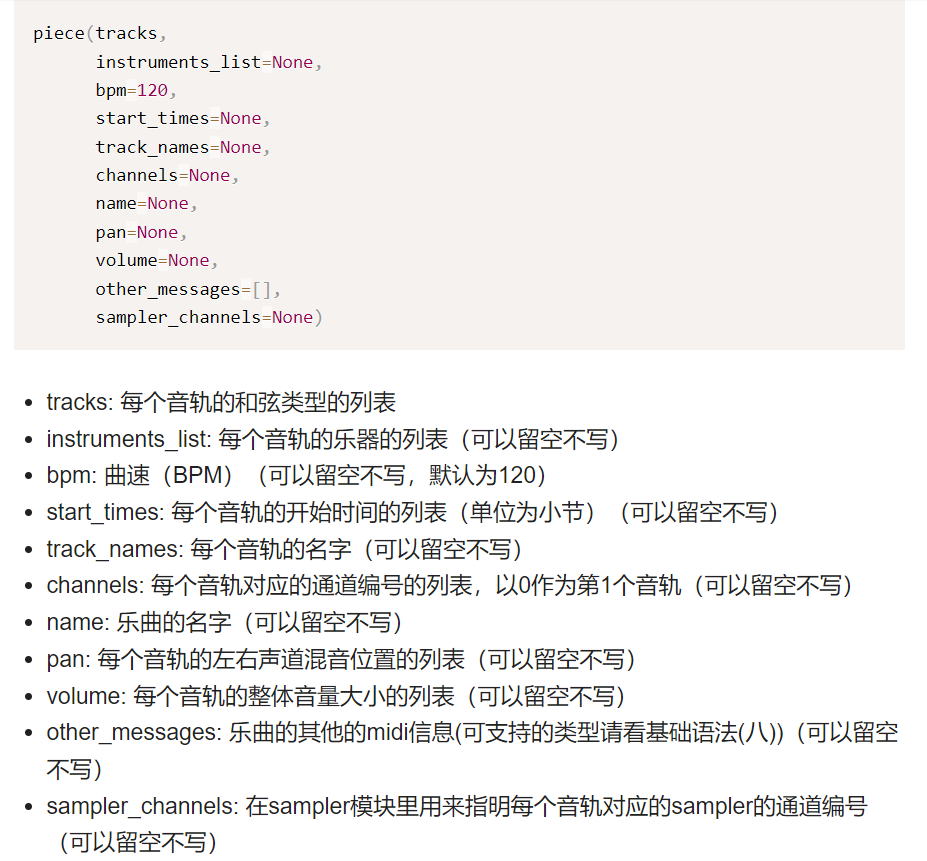 piece(tracks,
instruments_list=None,
bpm=120,
start_times=None,
track_names=None,
channels=None,
name=None,
pan=None,
volume=None,
other_messages=[],
sampler_channels=None)
• tracks: 每个音轨的和弦类型的列表
• instruments_list: 每个音轨的乐器的列表（可以留空不写）
• bpm: 曲速（BPM）（可以留空不写，默认为120）
• start_times: 每个音轨的开始时间的列表（单位为小节）（可以留空不写）
• track_names: 每个音轨的名字（可以留空不写）
• channels: 每个音轨对应的通道编号的列表，以0作为第1个音轨（可以留空不写）
• name: 乐曲的名字（可以留空不写）
• pan: 每个音轨的左右声道混音位置的列表（可以留空不写）
• volume: 每个音轨的整体音量大小的列表（可以留空不写）
• other_messages: 乐曲的其他的midi信息(可支持的类型请看基础语法(八))（可以留空
不写）
• sampler_channels: 在sampler模块里用来指明每个音轨对应的sampler的通道编号
（可以留空不写）